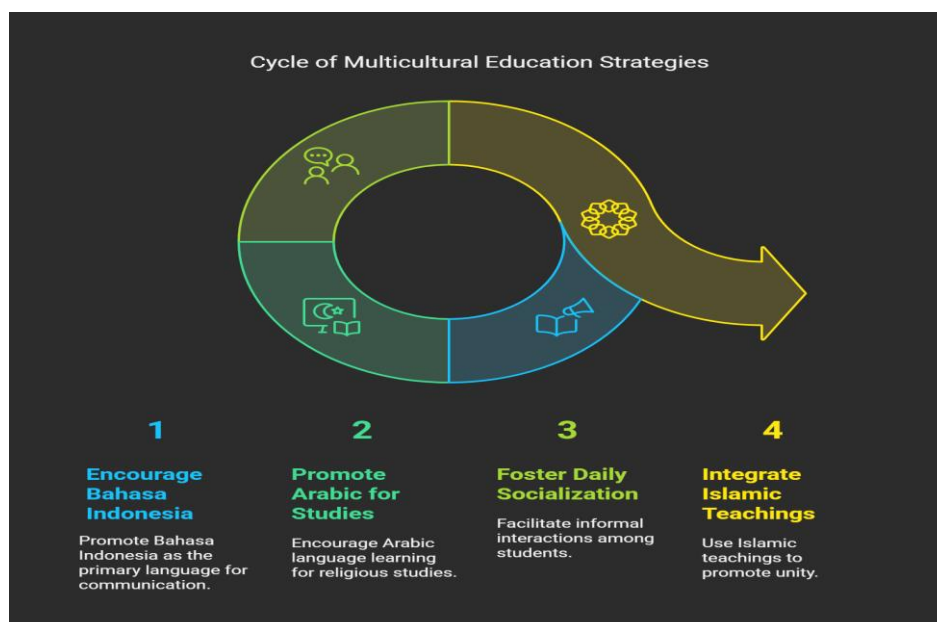 Cycle of Multicultural Education Strategies
1
Encourage
Bahasa
Indonesia
Promote Bahasa
Indonesia as the
primary language for
communication.
2
Promote
Arabic for
Studies
Encourage Arabic
language learning
for religious studies.
3
Foster Daily
Socialization
Facilitate informal
interactions among
students.
4
Integrate
Islamic
Teachings
Use Islamic
teachings to
promote unity.